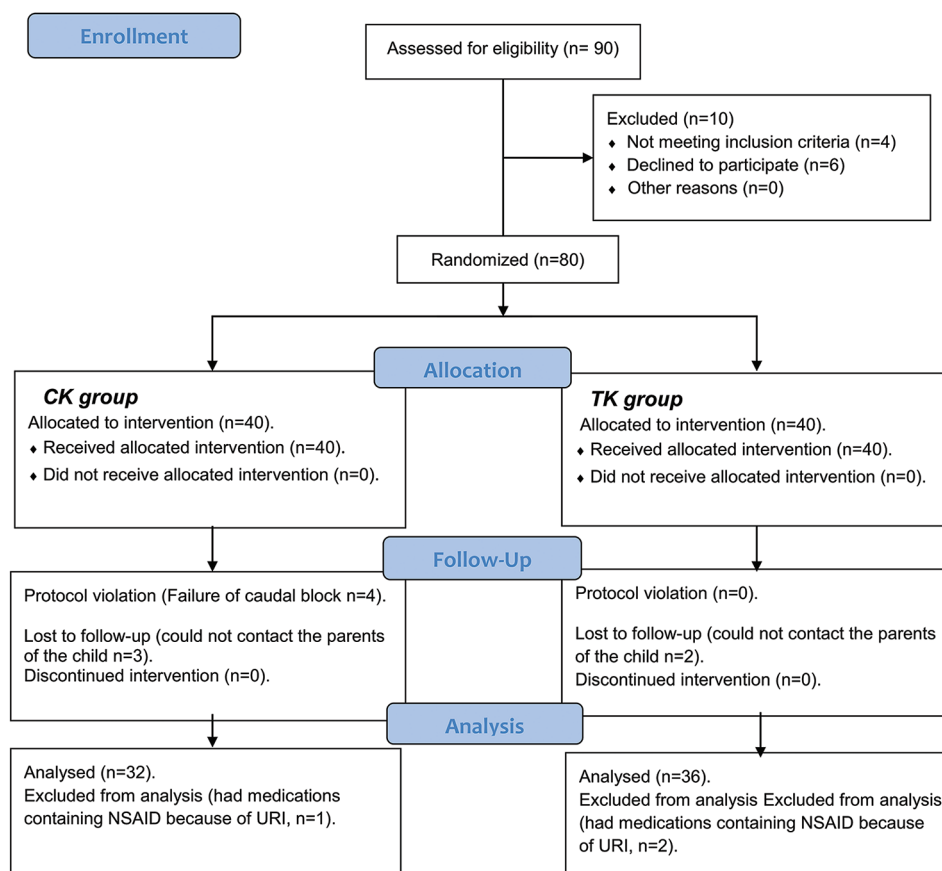 Enrollment
Assessed for eligibility (n= 90)
Excluded (n=10)
♦ Not meeting inclusion criteria (n=4)
♦ Declined to participate (n=6)
♦ Other reasons (n=0)
Randomized (n=80)
Allocation
CK group
Allocated to intervention (n=40).
♦ Received allocated intervention (n=40).
♦ Did not receive allocated intervention (n=0).
TK group
Allocated to intervention (n=40).
♦ Received allocated intervention (n=40).
♦ Did not receive allocated intervention (n=0).
Follow-Up
Protocol violation (Failure of caudal block n=4).
Lost to follow-up (could not contact the parents
of the child n=3).
Discontinued intervention (n=0).
Protocol violation (n=0).
Lost to follow-up (could not contact the parents
of the child n=2).
Discontinued intervention (n=0).
Analysis
Analysed (n=32).
Excluded from analysis (had medications
containing NSAID because of URI, n=1).
Analysed (n=36).
Excluded from analysis Excluded from analysis
(had medications containing NSAID because
of URI, n=2).